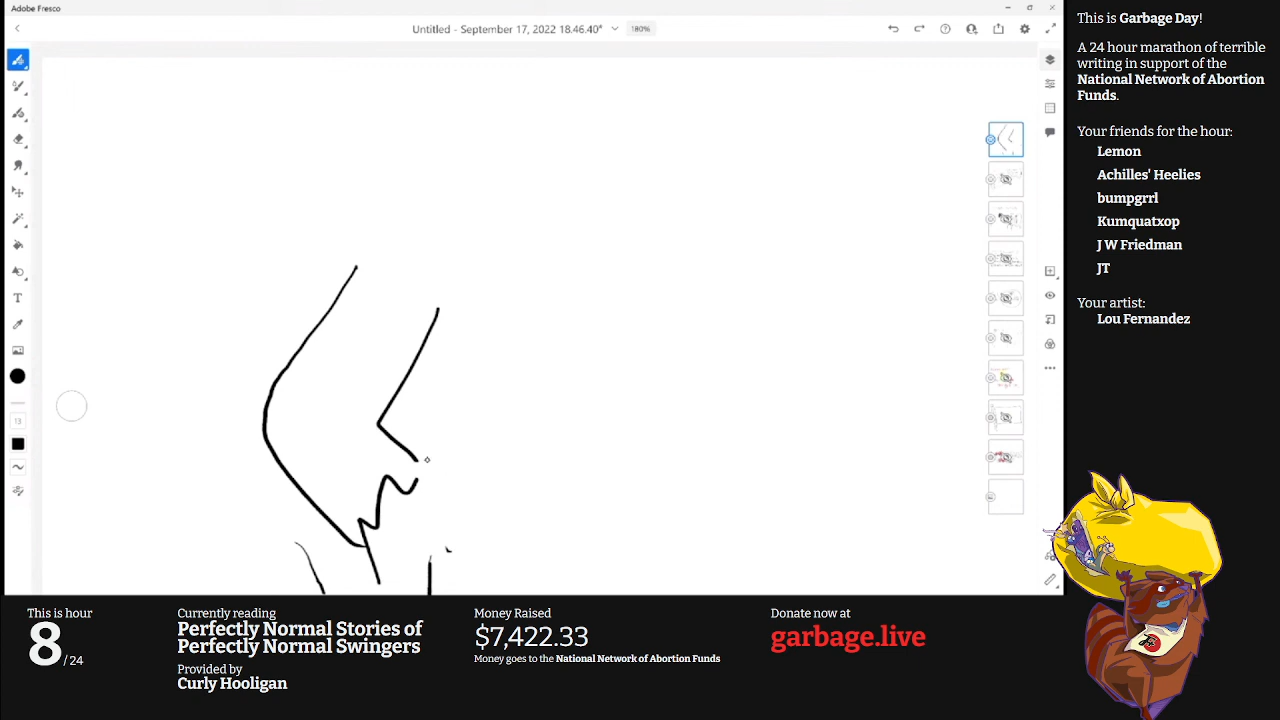 Adobe Fresco
Untitled - September 17, 2022 18.46.40*
180%
13
This is Garbage Day!
A 24 hour marathon of terrible
writing in support of the
National Network of Abortion
Funds.
Your friends for the hour:
Lemon
Achilles' Heelies
bumpgrrl
Kumquatxop
J W Friedman
JT
Your artist:
Lou Fernandez
This is hour
8/24
Currently reading
Perfectly Normal Stories of
Perfectly Normal Swingers
Provided by
Curly Hooligan
Money Raised
$7,422.33
Money goes to the National Network of Abortion Funds
Donate now at
garbage.live